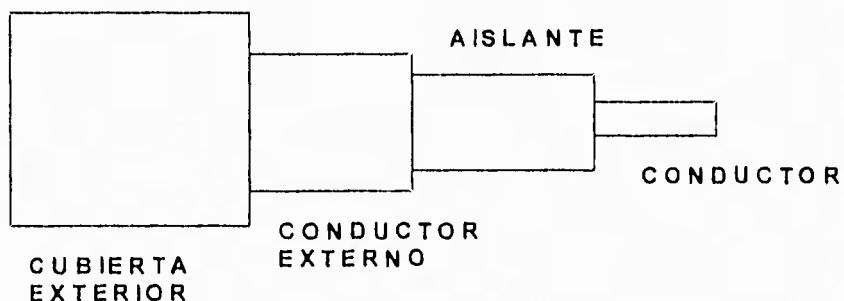 AISLANTE
CONDUCTOR
CONDUCTOR
EXTERNO
CUBIERTA
EXTERIOR